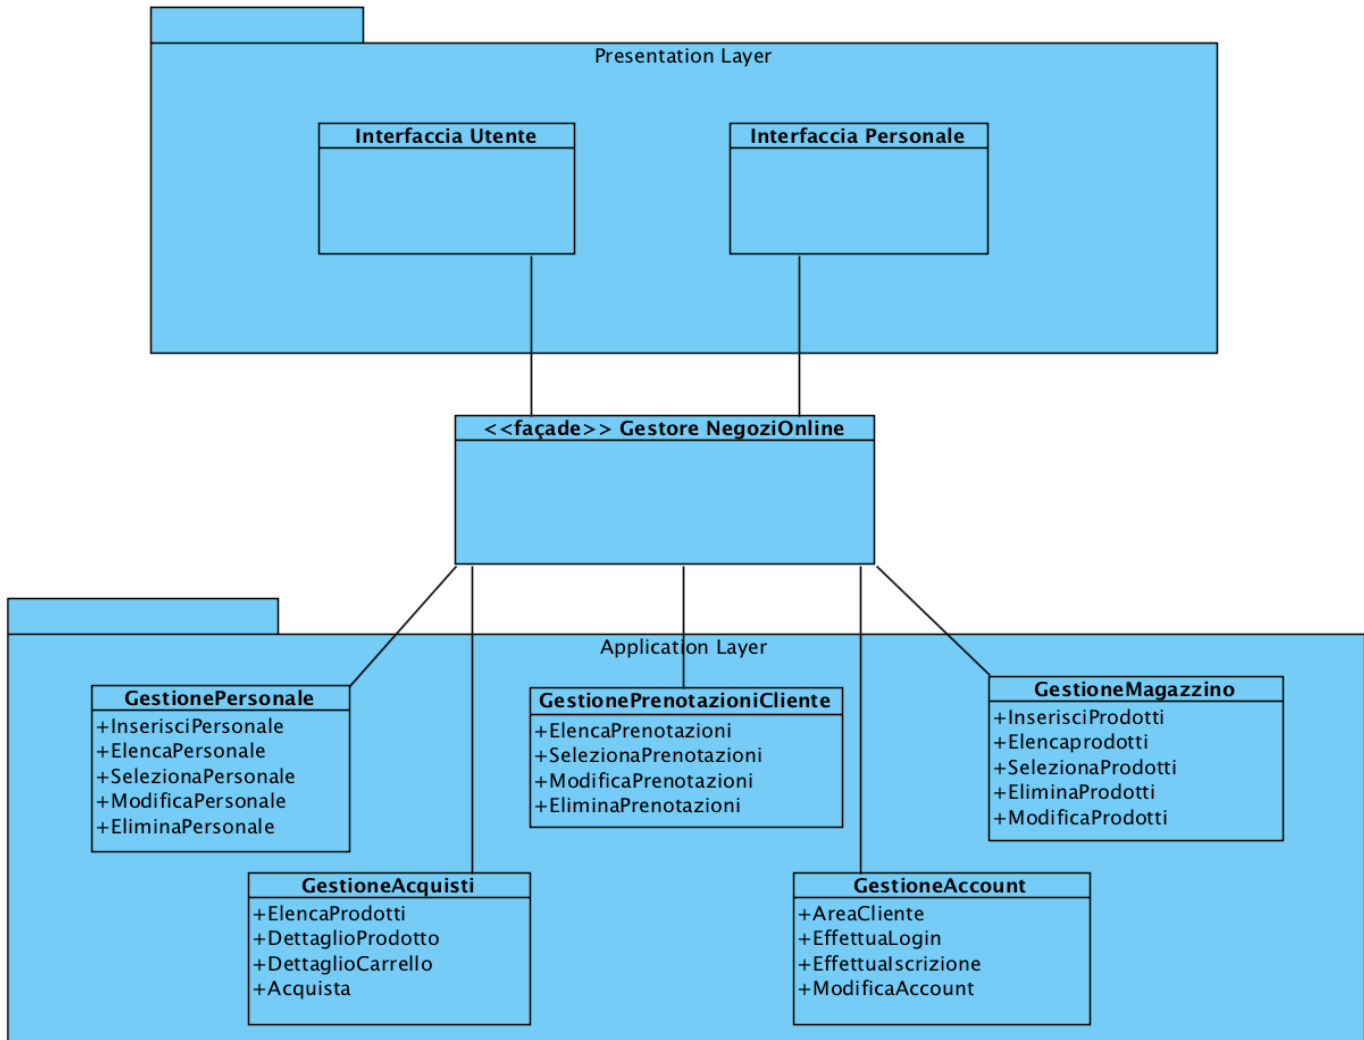 Presentation Layer
Interfaccia Utente
Interfaccia Personale
<<façade>> Gestore NegoziOnline
Application Layer
GestionePersonale
+InserisciPersonale
+ElencaPersonale
+SelezionaPersonale
+ModificaPersonale
+EliminaPersonale
GestionePrenotazioniCliente
+ElencaPrenotazioni
+SelezionaPrenotazioni
+ModificaPrenotazioni
+EliminaPrenotazioni
GestioneMagazzino
+InserisciProdotti
+Elencaprodotti
+SelezionaProdotti
+EliminaProdotti
+ModificaProdotti
GestioneAcquisti
+ElencaProdotti
+DettaglioProdotto
+DettaglioCarrello
+Acquista
GestioneAccount
+AreaCliente
+EffettuaLogin
+EffettuaIscrizione
+ModificaAccount